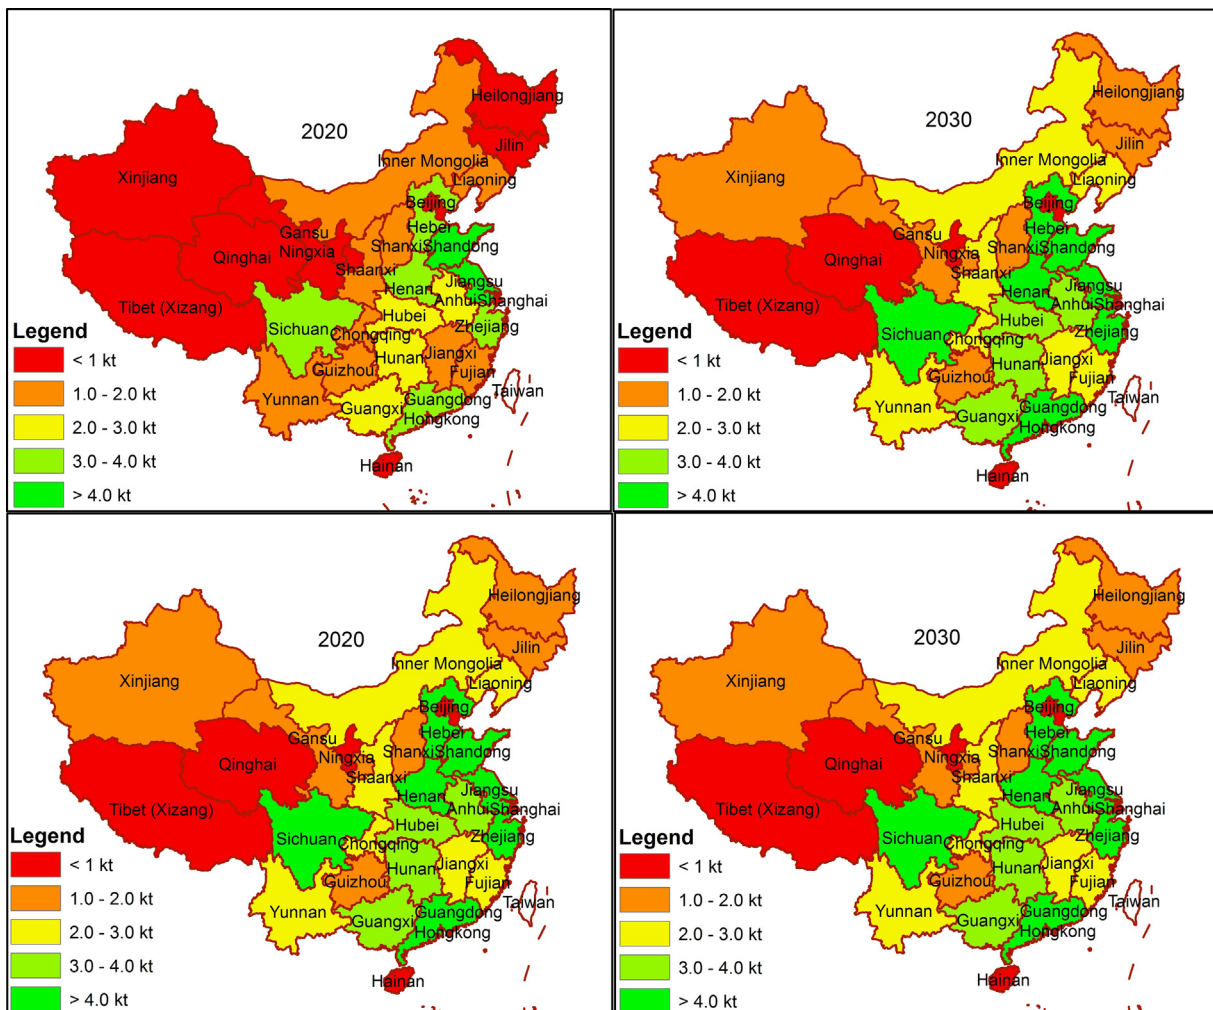 2020
Heilongjiang
Jilin
Inner Mongolia
Liaoning
Xinjiang
Beijing
Hebei
Gansu
Ningxia
Shanxi
Shandong
Qinghai
Shaanxi
Henan
Jiangsu
Tibet (Xizang)
Anhui
Shanghai
Hubei
Zhejiang
Sichuan
Chongqing
Hunan
Jiangxi
Guizhou
Fujian
Yunnan
Guangxi
Guangdong
Hongkong
Taiwan
Hainan
Legend
< 1 kt
1.0 - 2.0 kt
2.0 - 3.0 kt
3.0 - 4.0 kt
> 4.0 kt
2030
Heilongjiang
Jilin
Inner Mongolia
Liaoning
Xinjiang
Beijing
Hebei
Gansu
Ningxia
Shanxi
Shandong
Qinghai
Shaanxi
Henan
Jiangsu
Tibet (Xizang)
Anhui
Shanghai
Hubei
Zhejiang
Sichuan
Chongqing
Hunan
Jiangxi
Guizhou
Fujian
Yunnan
Guangxi
Guangdong
Hongkong
Taiwan
Hainan
Legend
< 1 kt
1.0 - 2.0 kt
2.0 - 3.0 kt
3.0 - 4.0 kt
> 4.0 kt
2020
Heilongjiang
Jilin
Inner Mongolia
Liaoning
Xinjiang
Beijing
Hebei
Gansu
Ningxia
Shanxi
Shandong
Qinghai
Shaanxi
Henan
Jiangsu
Tibet (Xizang)
Anhui
Shanghai
Hubei
Zhejiang
Sichuan
Chongqing
Hunan
Jiangxi
Guizhou
Fujian
Yunnan
Guangxi
Guangdong
Hongkong
Taiwan
Hainan
Legend
< 1 kt
1.0 - 2.0 kt
2.0 - 3.0 kt
3.0 - 4.0 kt
> 4.0 kt
2030
Heilongjiang
Jilin
Inner Mongolia
Liaoning
Xinjiang
Beijing
Hebei
Gansu
Ningxia
Shanxi
Shandong
Qinghai
Shaanxi
Henan
Jiangsu
Tibet (Xizang)
Anhui
Shanghai
Hubei
Zhejiang
Sichuan
Chongqing
Hunan
Jiangxi
Guizhou
Fujian
Yunnan
Guangxi
Guangdong
Hongkong
Taiwan
Hainan
Legend
< 1 kt
1.0 - 2.0 kt
2.0 - 3.0 kt
3.0 - 4.0 kt
> 4.0 kt